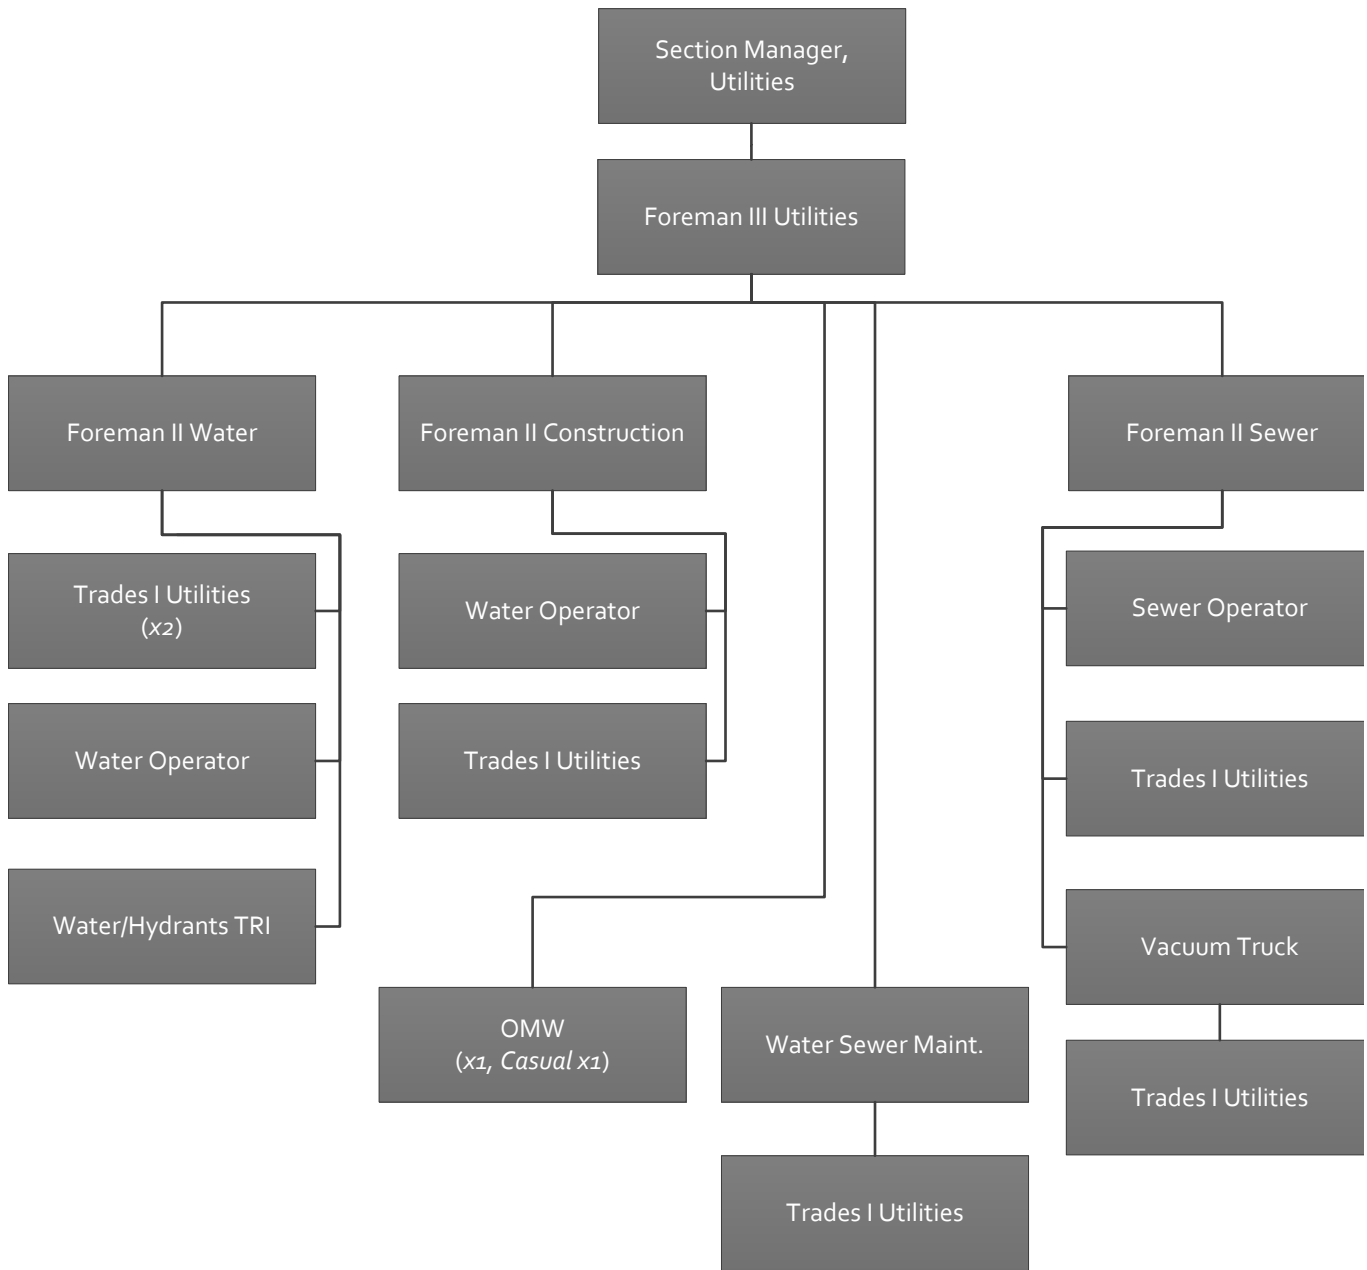 Section Manager,
Utilities
Foreman III Utilities
Foreman II Water
Foreman II Construction
Foreman II Sewer
Trades I Utilities
(x2)
Water Operator
Sewer Operator
Water Operator
Trades I Utilities
Trades I Utilities
Water/Hydrants TRI
Vacuum Truck
OMW
(x1, Casual x1)
Water Sewer Maint.
Trades I Utilities
Trades I Utilities